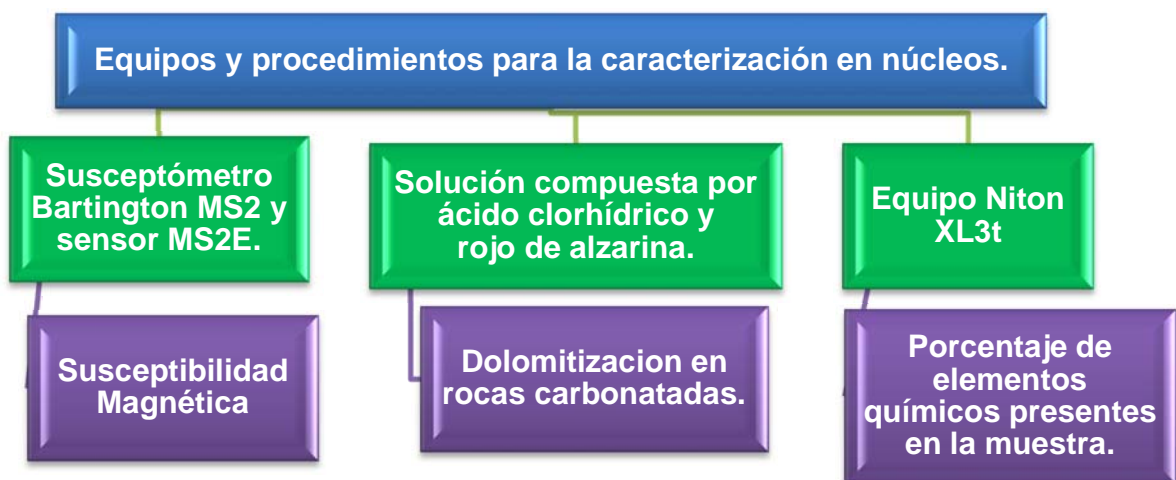 Equipos y procedimientos para la caracterización en núcleos.
Susceptómetro
Bartington MS2 y
sensor MS2E.
Solución compuesta por
ácido clorhídrico y
rojo de alzarina.
Equipo Niton
XL3t
Susceptibilidad
Magnética
Dolomitizacion en
rocas carbonatadas.
Porcentaje de
elementos
químicos presentes
en la muestra.